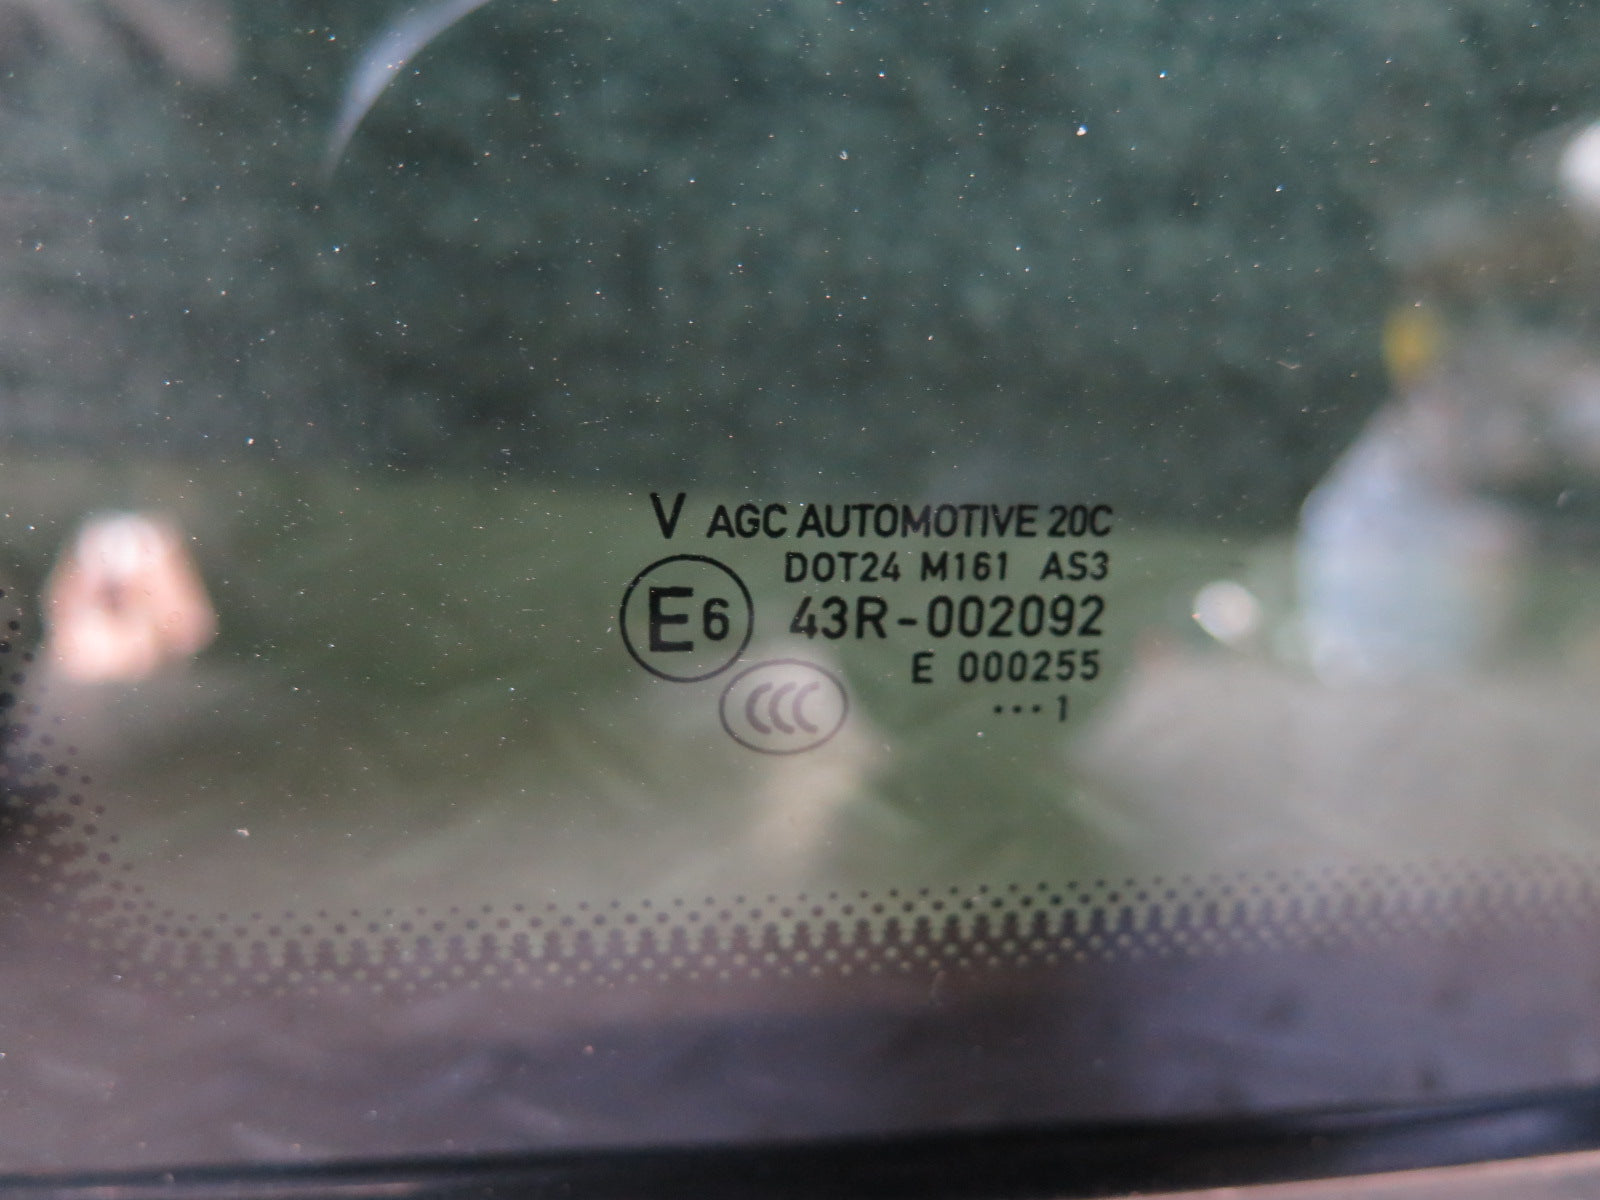 V AGC AUTOMOTIVE 20C
DOT24 M161 AS3
E6 43R-002092
E 000255
CCC ···1